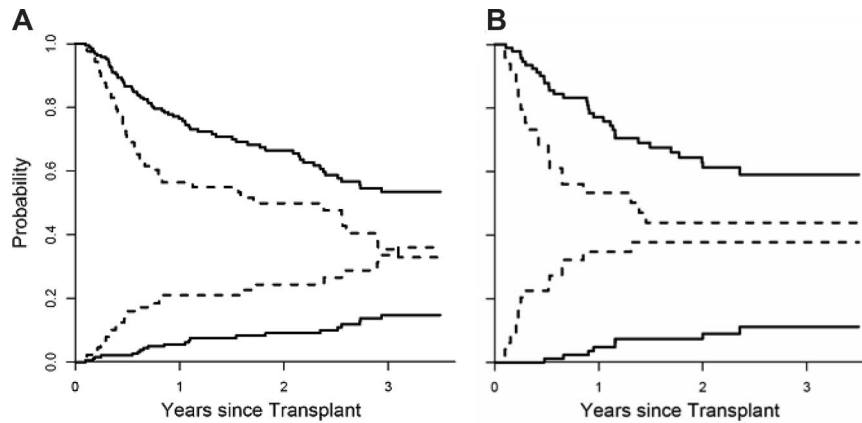 A
B
1.0
0.8
0.6
0.4
0.2
0.0
Probability
0 1 2 3
0 1 2 3
Years since Transplant
Years since Transplant